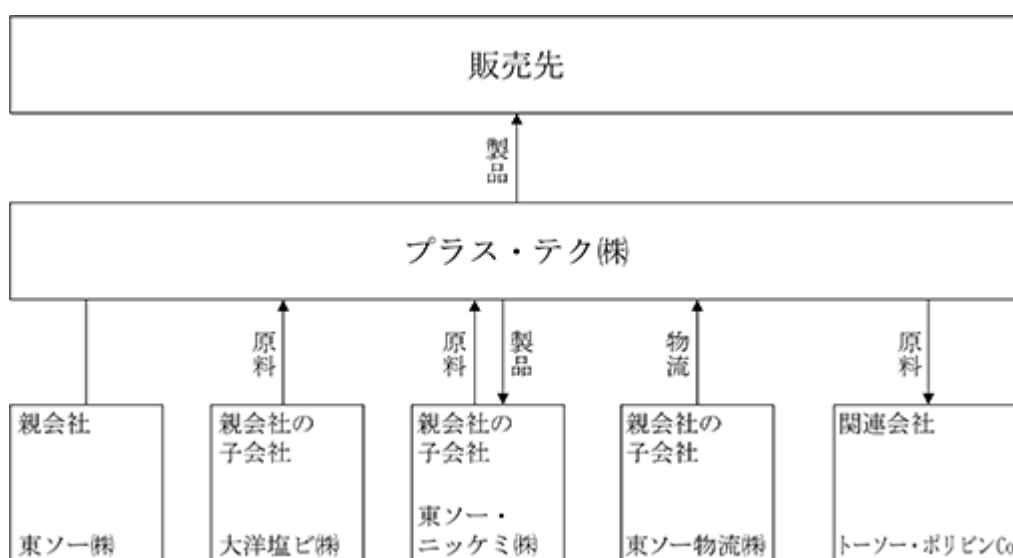 販売先
製品
プラス・テク㈱
原料
原料
製品
物流
原料
親会社
東ソー㈱
親会社の
子会社
大洋塩ビ㈱
親会社の
子会社
東ソー・
ニッケミ㈱
親会社の
子会社
東ソー物流㈱
関連会社
トーソー・ポリビンCo